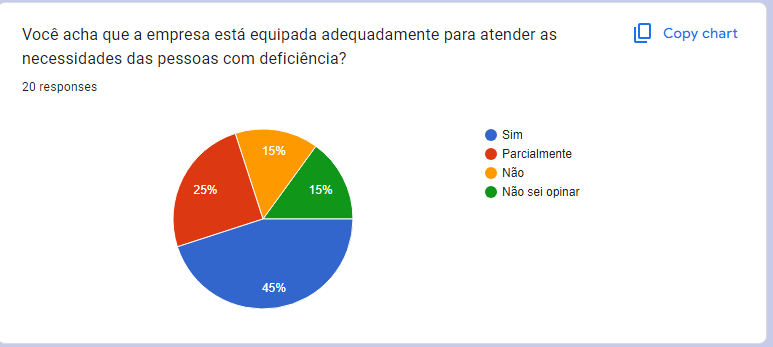 Você acha que a empresa está equipada adequadamente para atender as
necessidades das pessoas com deficiência?
Copy chart
20 responses
Sim
Parcialmente
Não
Não sei opinar
15%
15%
25%
45%